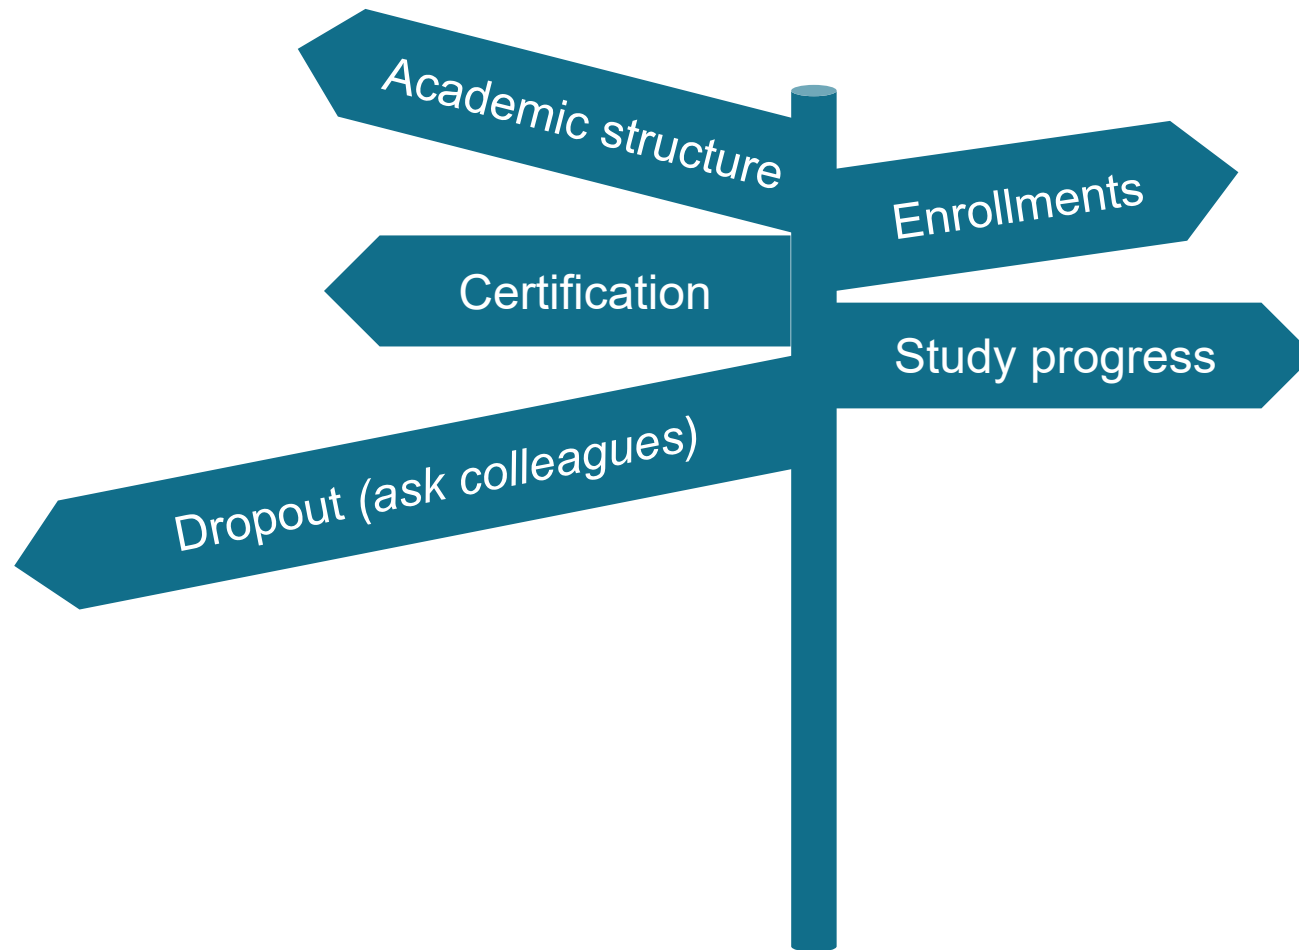 Academic structure
Enrollments
Certification
Study progress
Dropout (ask colleagues)